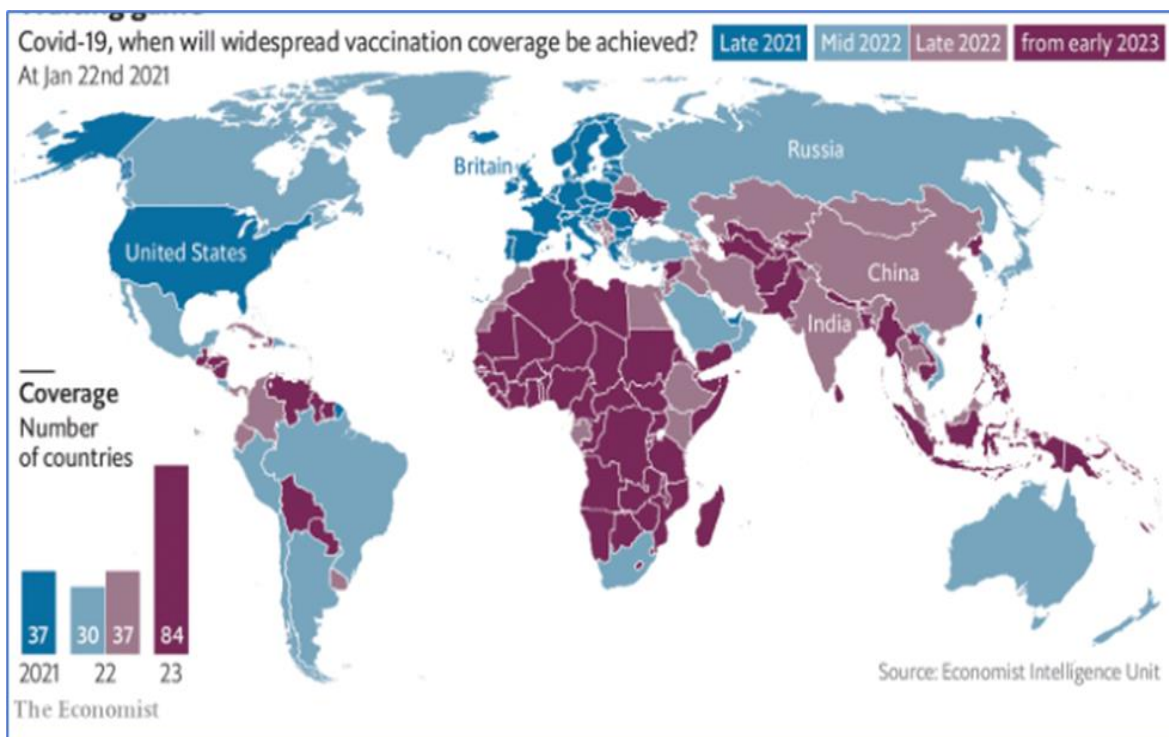 Covid-19, when will widespread vaccination coverage be achieved?
Late 2021
Mid 2022
Late 2022
from early 2023
At Jan 22nd 2021
Britain
Russia
United States
China
India
Coverage
Number
of countries
37
30
37
84
2021
22
23
Source: Economist Intelligence Unit
The Economist